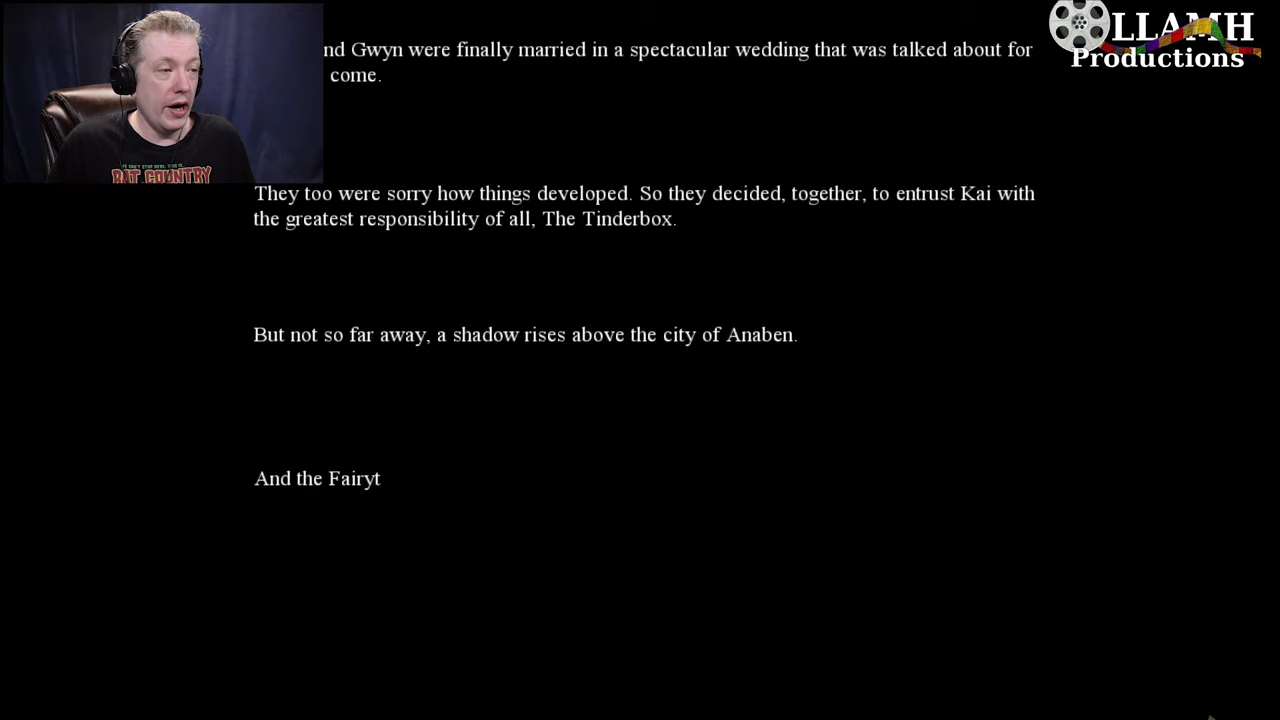 Gwyn were finally married in a spectacular wedding that was talked about for
come.
They too were sorry how things developed. So they decided, together, to entrust Kai with
the greatest responsibility of all, The Tinderbox.
But not so far away, a shadow rises above the city of Anaben.
And the Fairyt
LLAMH
Productions
BAT COUNTRY